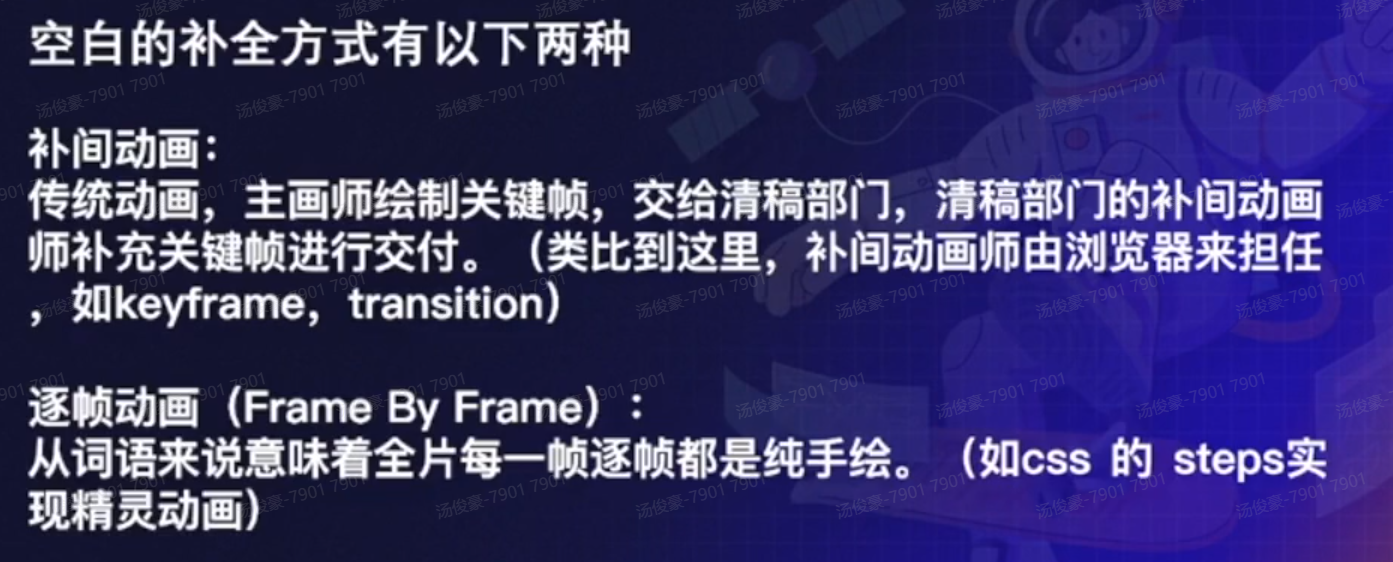 空白的补全方式有以下两种
补间动画：
传统动画，主画师绘制关键帧，交给清稿部门，清稿部门的补间动画
师补充关键帧进行交付。（类比到这里，补间动画师由浏览器来担任
，如keyframe，transition）
逐帧动画（Frame By Frame）：
从词语来说意味着全片每一帧逐帧都是纯手绘。（如css 的 steps实
现精灵动画）
汤俊豪-7901 7901